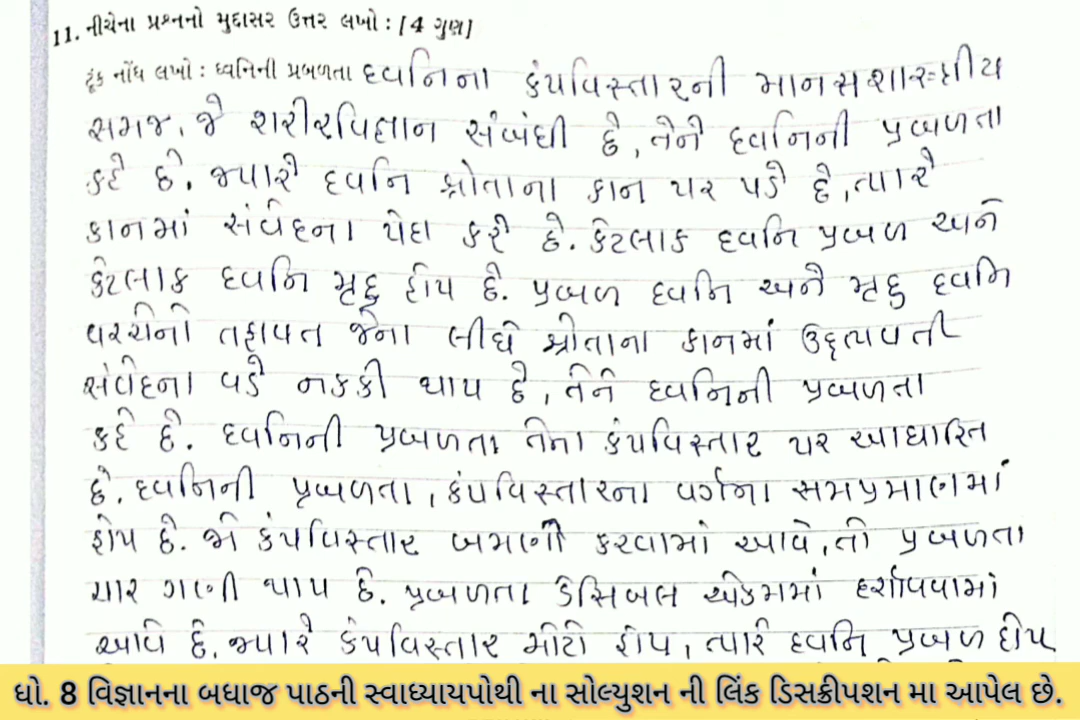 11. નીચેના પ્રશ્નનો મુદ્દાસર ઉત્તર લખો : [4 ગુણ]
ટૂંક નોંધ લખો : ધ્વનિની પ્રબળતા ધ્વનિના કંપવિસ્તારની માનસશાસ્ત્રીય
સમજ, જે શરીરવિજ્ઞાન સંબંધી છે, તેને ધ્વનિની પ્રબળતા
કહે છે. જ્યારે ધ્વનિ શ્રોતાના કાન પર પડે છે, ત્યારે
કાનમાં સંવેદના પેદા કરે છે. કેટલાક ધ્વનિ પ્રબળ અને
કેટલાક ધ્વનિ મૃદુ હોય છે. પ્રબળ ધ્વનિ અને મૃદુ ધ્વનિ
વચ્ચેનો તફાવત જેના લીધે શ્રોતાના કાનમાં ઉદ્દભવતી
સંવેદના વડે નક્કી થાય છે, તેને ધ્વનિની પ્રબળતા
કહે છે. ધ્વનિની પ્રબળતા તેના કંપવિસ્તાર પર આધારિત
છે. ધ્વનિની પ્રબળતા, કંપવિસ્તારના વર્ગના સમપ્રમાણમાં
હોય છે. જો કંપવિસ્તાર બમણો કરવામાં આવે, તો પ્રબળતા
ચાર ગણી થાય છે. પ્રબળતા ડેસિબલ એકમમાં દર્શાવવામાં
આવે છે. જ્યારે કંપવિસ્તાર મોટો હોય, ત્યારે ધ્વનિ પ્રબળ હોય
ધો. 8 વિજ્ઞાનના બધાજ પાઠની સ્વાધ્યાયપોથી ના સોલ્યુશન ની લિંક ડિસક્રીપશન મા આપેલ છે.